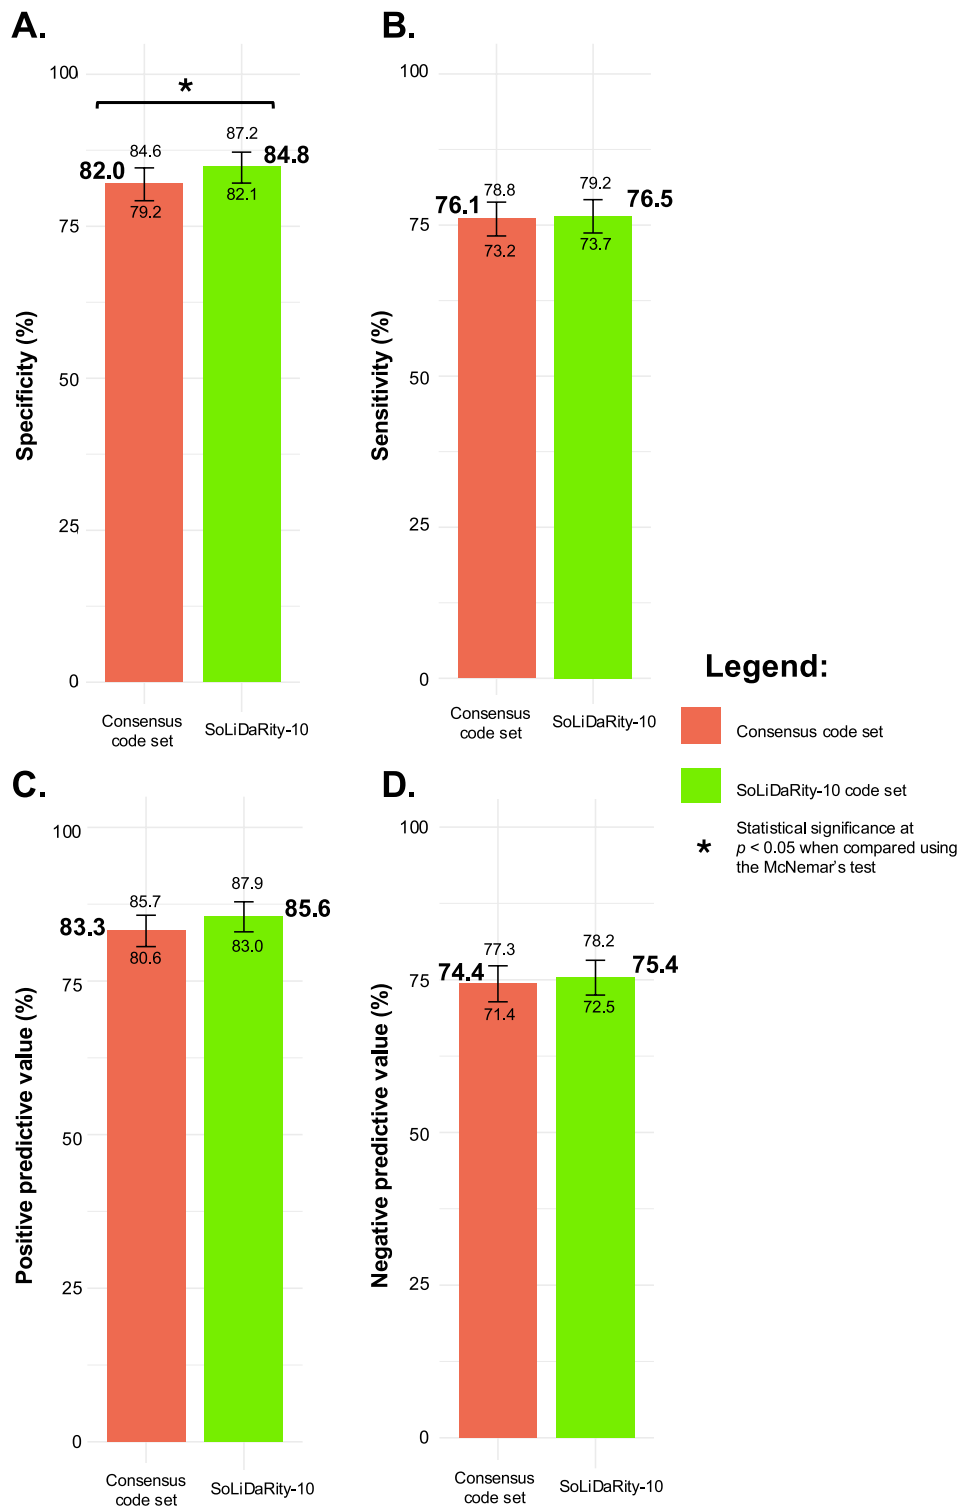 A.
100
*
87.2
84.6
84.8
82.0
82.1
79.2
75
50
25
0
Specificity (%)
Consensus
code set
SoLiDaRity-10
B.
100
78.8
79.2
76.1
76.5
73.2
73.7
75
50
25
0
Sensitivity (%)
Consensus
code set
SoLiDaRity-10
Legend:
Consensus code set
SoLiDaRity-10 code set
* Statistical significance at
p < 0.05 when compared using
the McNemar's test
C.
100
85.7
87.9
83.3
85.6
80.6
83.0
75
50
25
0
Positive predictive value (%)
Consensus
code set
SoLiDaRity-10
D.
100
77.3
78.2
74.4
75.4
71.4
72.5
75
50
25
0
Negative predictive value (%)
Consensus
code set
SoLiDaRity-10